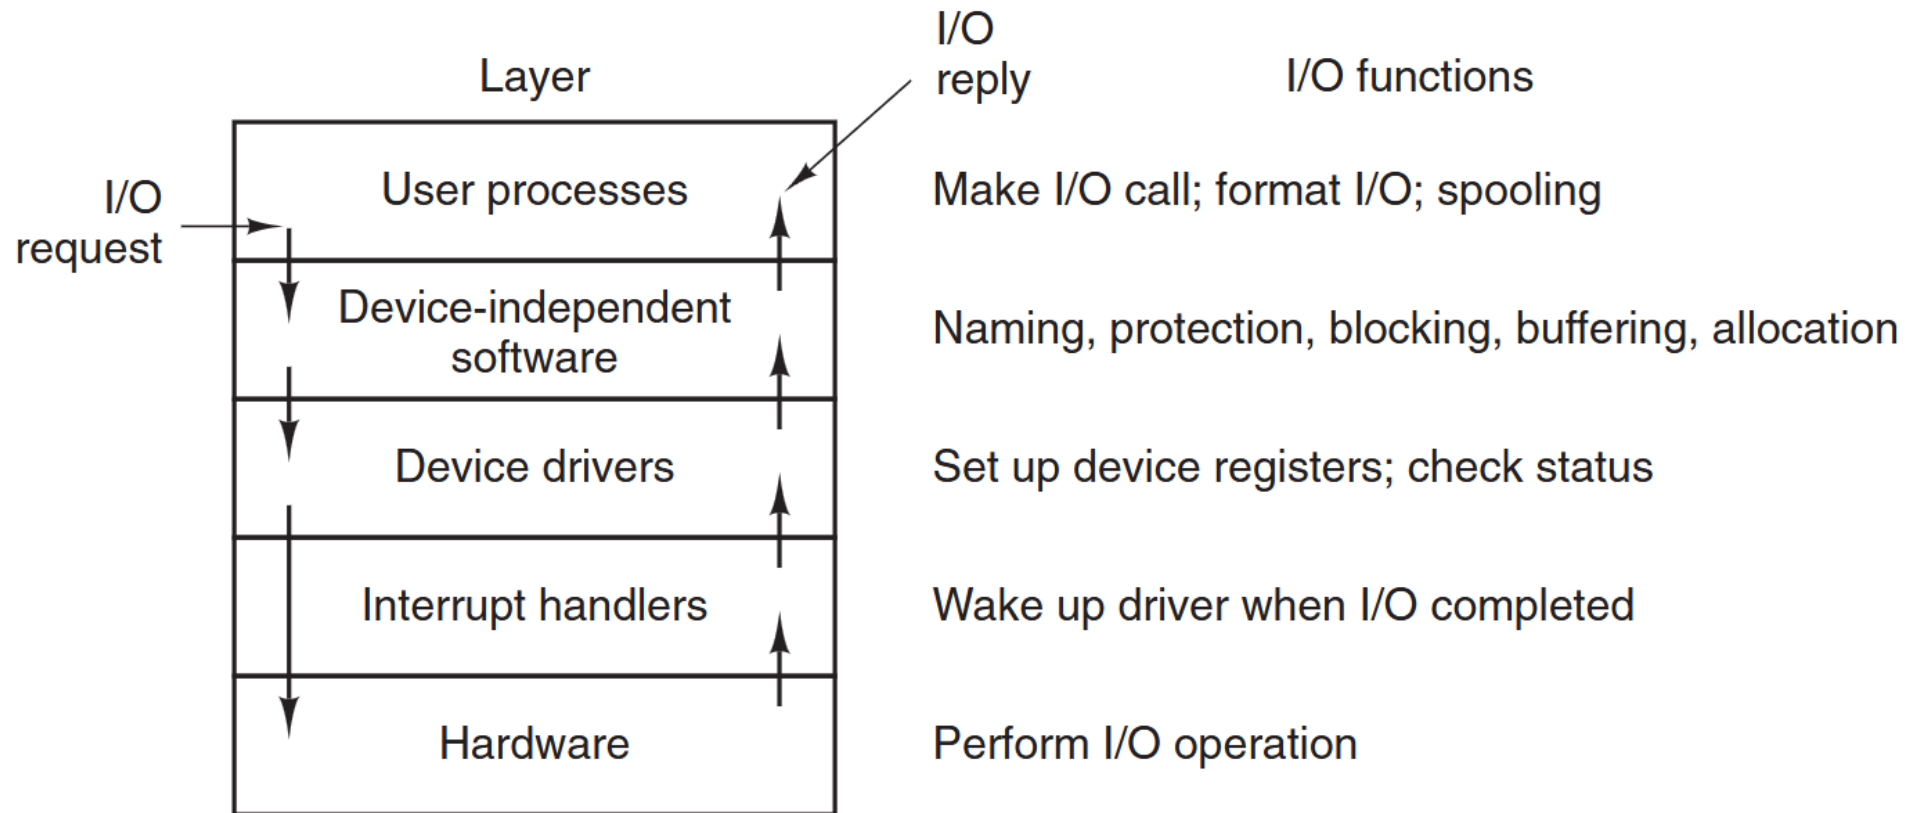 I/O
reply
Layer
I/O functions
I/O
request
User processes
Make I/O call; format I/O; spooling
Device-independent
software
Naming, protection, blocking, buffering, allocation
Device drivers
Set up device registers; check status
Interrupt handlers
Wake up driver when I/O completed
Hardware
Perform I/O operation